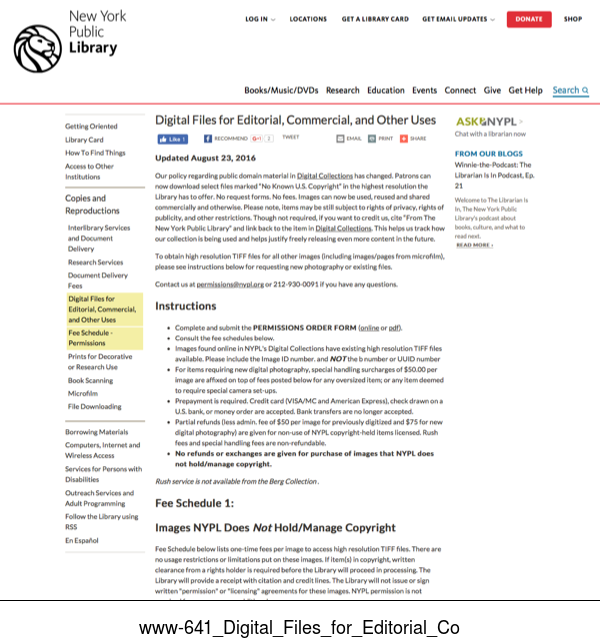 New York
Public
Library
LOG IN LOCATIONS GET A LIBRARY CARD GET EMAIL UPDATES DONATE SHOP
Books/Music/DVDs Research Education Events Connect Give Get Help Search
Getting Oriented
Library Card
How To Find Things
Access to Other
Institutions
Copies and
Reproductions
Interlibrary Services
and Document
Delivery
Research Services
Document Delivery
Fees
Digital Files for
Editorial, Commercial,
and Other Uses
Fee Schedule -
Permissions
Prints for Decorative
or Research Use
Book Scanning
Microfilm
File Downloading
Borrowing Materials
Computers, Internet and
Wireless Access
Services for Persons with
Disabilities
Outreach Services and
Adult Programming
Follow the Library using
RSS
En Español
Digital Files for Editorial, Commercial, and Other Uses
Like 1 RECOMMEND G+1 3 TWEET EMAIL PRINT SHARE
Updated August 23, 2016
Our policy regarding public domain material in Digital Collections has changed. Patrons can
now download select files marked "No Known U.S. Copyright" in the highest resolution the
Library has to offer. No request forms. No fees. Images can now be used, reused and shared
commercially and otherwise. Please note, items may be still subject to rights of privacy, rights of
publicity, and other restrictions. Though not required, if you want to credit us, cite "From The
New York Public Library" and link back to the item in Digital Collections. This helps us track how
our collection is being used and helps justify freely releasing even more content in the future.
To obtain high resolution TIFF files for all other images (including images/pages from microfilm),
please see instructions below for requesting new photography or existing files.
Contact us at permissions@nypl.org or 212-930-0091 if you have any questions.
Instructions
• Complete and submit the PERMISSIONS ORDER FORM (online or pdf).
• Consult the fee schedules below.
• Images found online in NYPL's Digital Collections have existing high resolution TIFF files
available. Please include the Image ID number. and NOT the b number or UUID number
• For items requiring new digital photography, special handling surcharges of $50.00 per
image are affixed on top of fees posted below for any oversized item; or any item deemed
to require special camera set-ups.
• Prepayment is required. Credit card (VISA/MC and American Express), check drawn on a
U.S. bank, or money order are accepted. Bank transfers are no longer accepted.
• Partial refunds (less admin. fee of $50 per image for previously digitized and $75 for new
digital photography) are given for non-use of NYPL copyright-held items licensed. Rush
fees and special handling fees are non-refundable.
• No refunds or exchanges are given for purchase of images that NYPL does
not hold/manage copyright.
Rush service is not available from the Berg Collection.
Fee Schedule 1:
Images NYPL Does Not Hold/Manage Copyright
Fee Schedule below lists one-time fees per image to access high resolution TIFF files. There are
no usage restrictions or limitations put on these images. If item(s) in copyright, written
clearance from a rights holder is required before the Library will proceed in processing. The
Library will provide a receipt with citation and credit lines. The Library will not issue or sign
written "permission" or "licensing" agreements for these images. NYPL permission is not
ASK NYPL
Chat with a librarian now
FROM OUR BLOGS
Winnie-the-Podcast: The
Librarian Is In Podcast, Ep.
21
Welcome to The Librarian Is
In, The New York Public
Library's podcast about
books, culture, and what to
read next.
READ MORE ›
www-641_Digital_Files_for_Editorial_Co